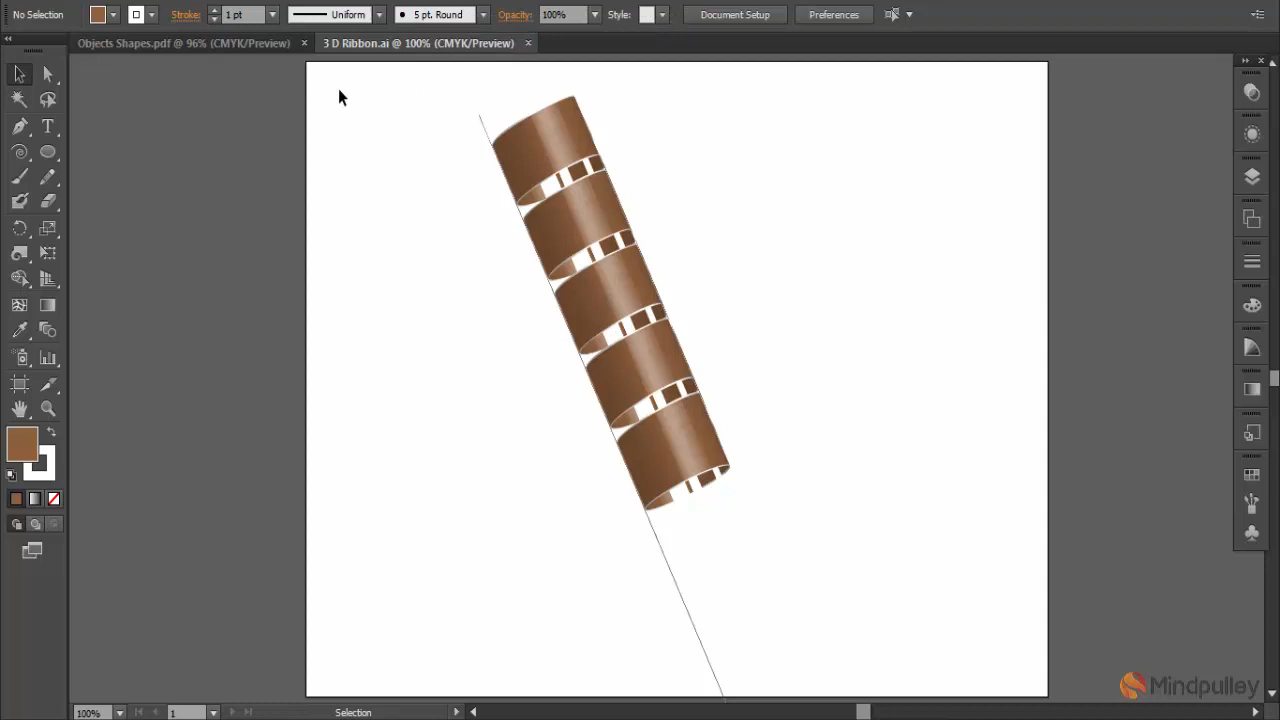 No Selection Stroke: 1 pt Uniform 5 pt. Round Opacity: 100% Style: Document Setup Preferences
Objects Shapes.pdf @ 96% (CMYK/Preview) × 3 D Ribbon.ai @ 100% (CMYK/Preview) ×
Mindpulley
100% 1 Selection